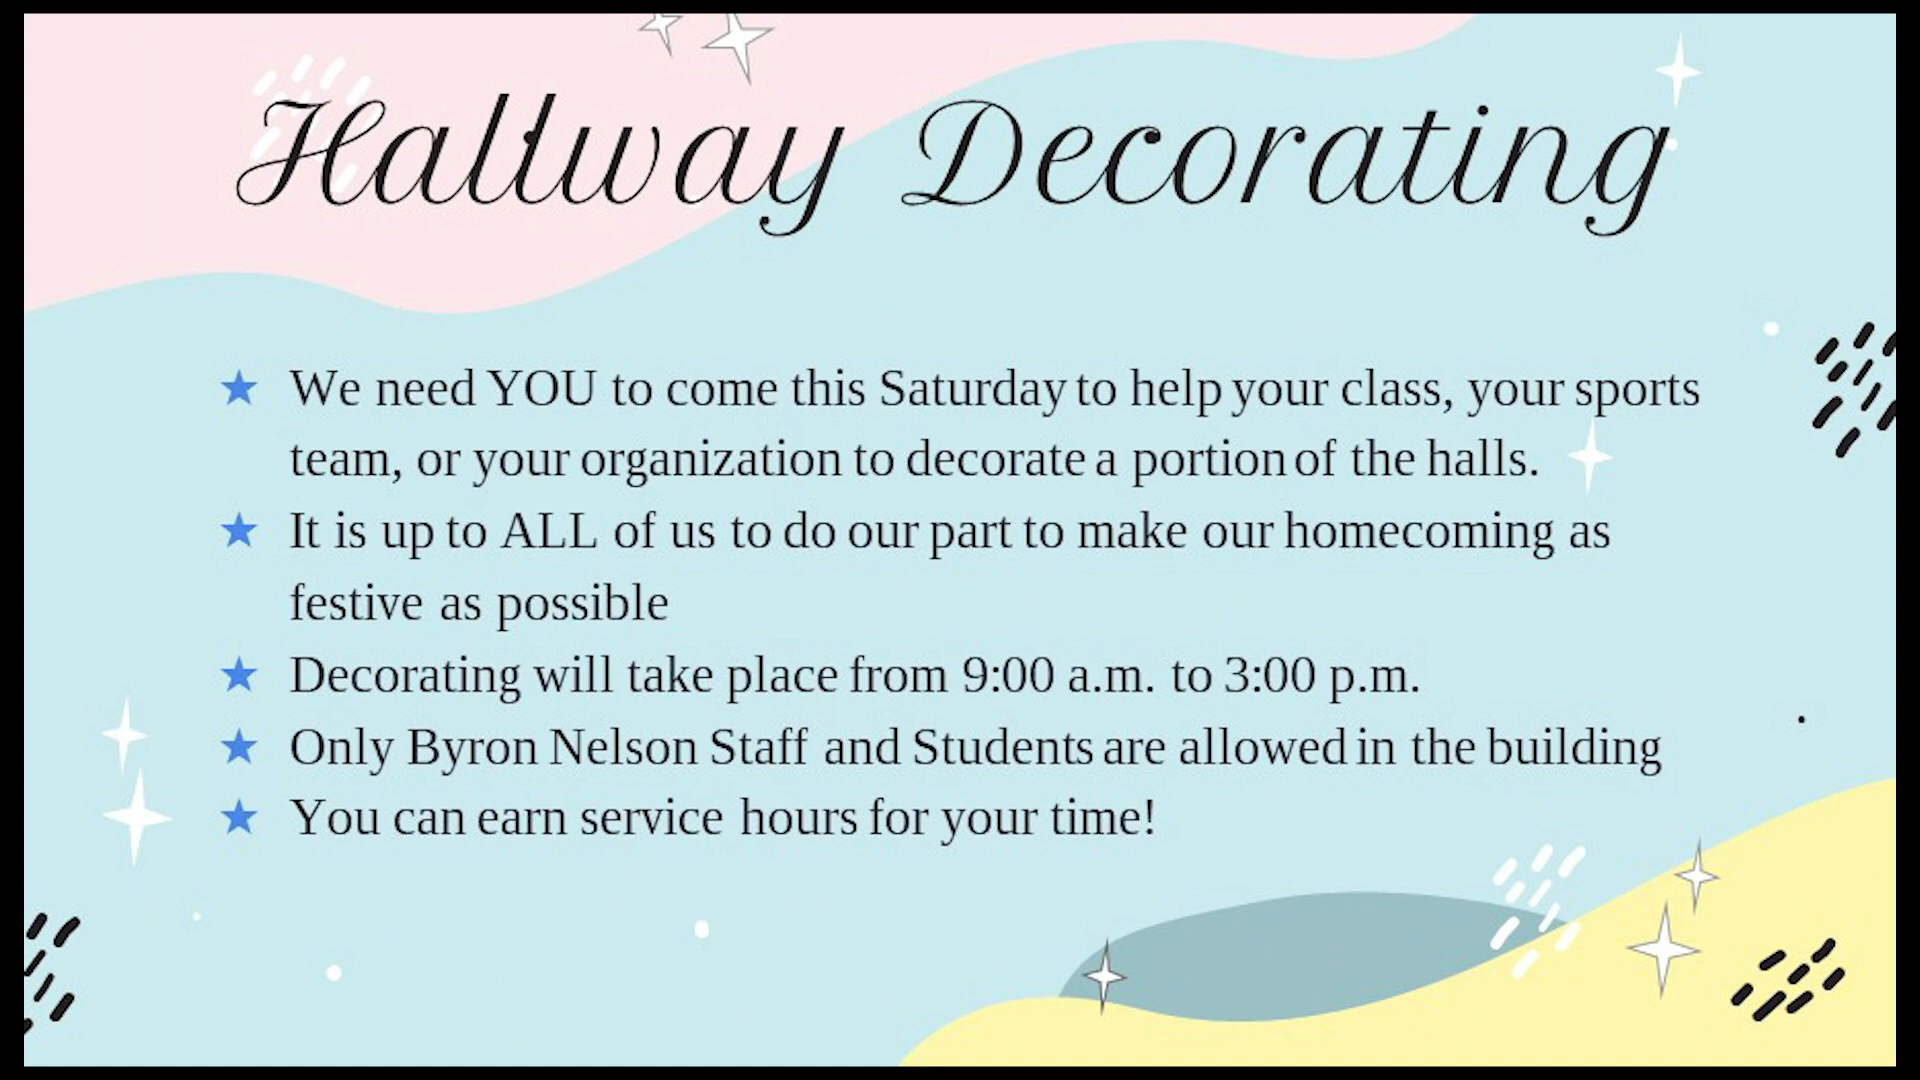 Hallway Decorating
We need YOU to come this Saturday to help your class, your sports
team, or your organization to decorate a portion of the halls.
It is up to ALL of us to do our part to make our homecoming as
festive as possible
Decorating will take place from 9:00 a.m. to 3:00 p.m.
Only Byron Nelson Staff and Students are allowed in the building
You can earn service hours for your time!